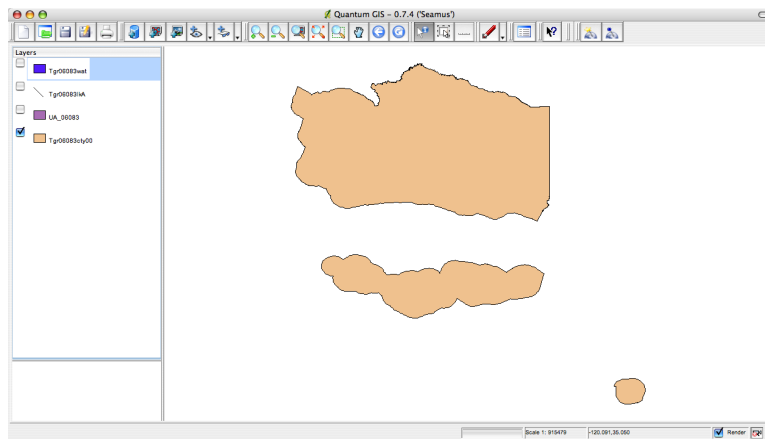 Quantum GIS - 0.7.4 ('Seamus')
Layers
Tgr06083wat
Tgr06083lkA
UA_06083
Tgr06083cty00
Scale 1: 915479
-120.091,35.050
Render